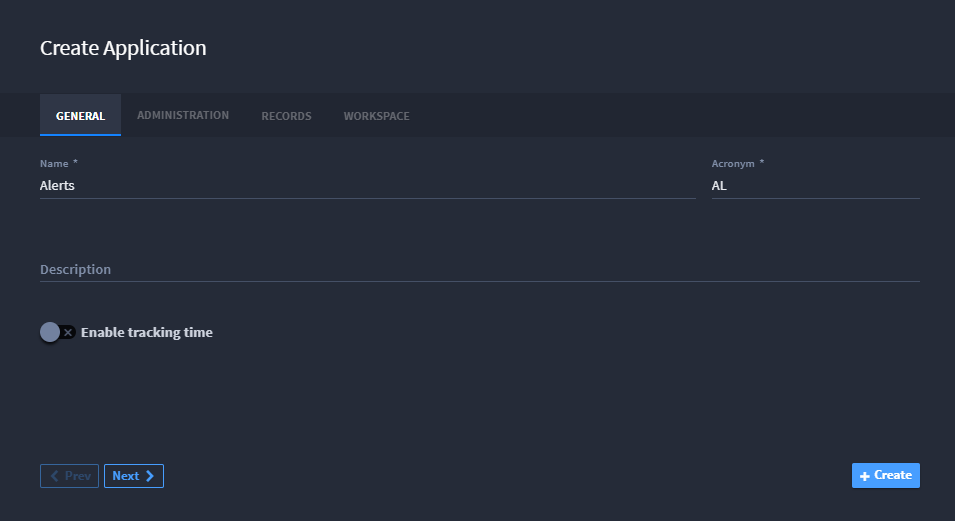 Create Application
GENERAL ADMINISTRATION RECORDS WORKSPACE
Name * Acronym *
Alerts AL
Description
Enable tracking time
Prev Next + Create